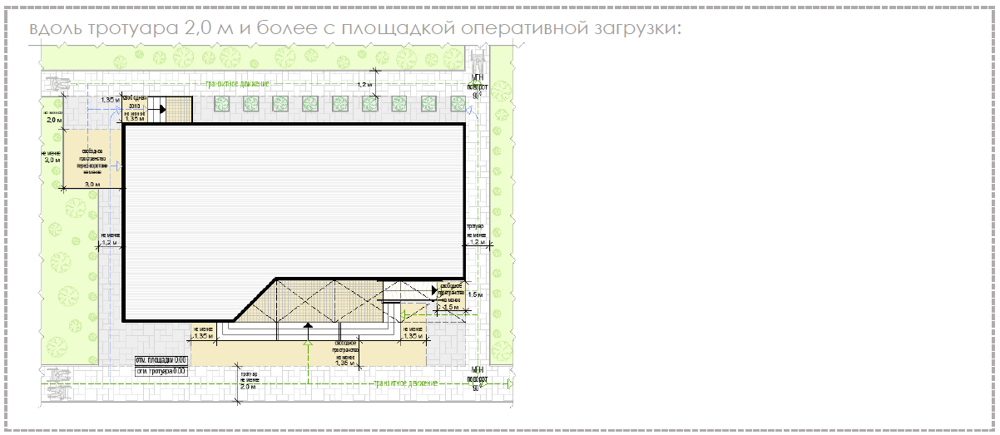 вдоль тротуара 2,0 м и более с площадкой оперативной загрузки:
транзитное движение
1,2 м
МГН
поворот
90°
1,35 м
свободная
зона
не менее
1,35 м
не менее
2,0 м
не менее
3,0 м
свободное
пространство
перед воротами
не менее
3,0 м
не менее
1,2 м
тротуар
не менее
1,2 м
свободное
пространство
не менее
1,5 м
1,5 м
не менее
1,35 м
свободное
пространство
не менее
1,35 м
не менее
1,35 м
отм. площадки 0.00
отм. тротуара 0.00
тротуар
не менее
2,0 м
транзитное движение
МГН
поворот
90°